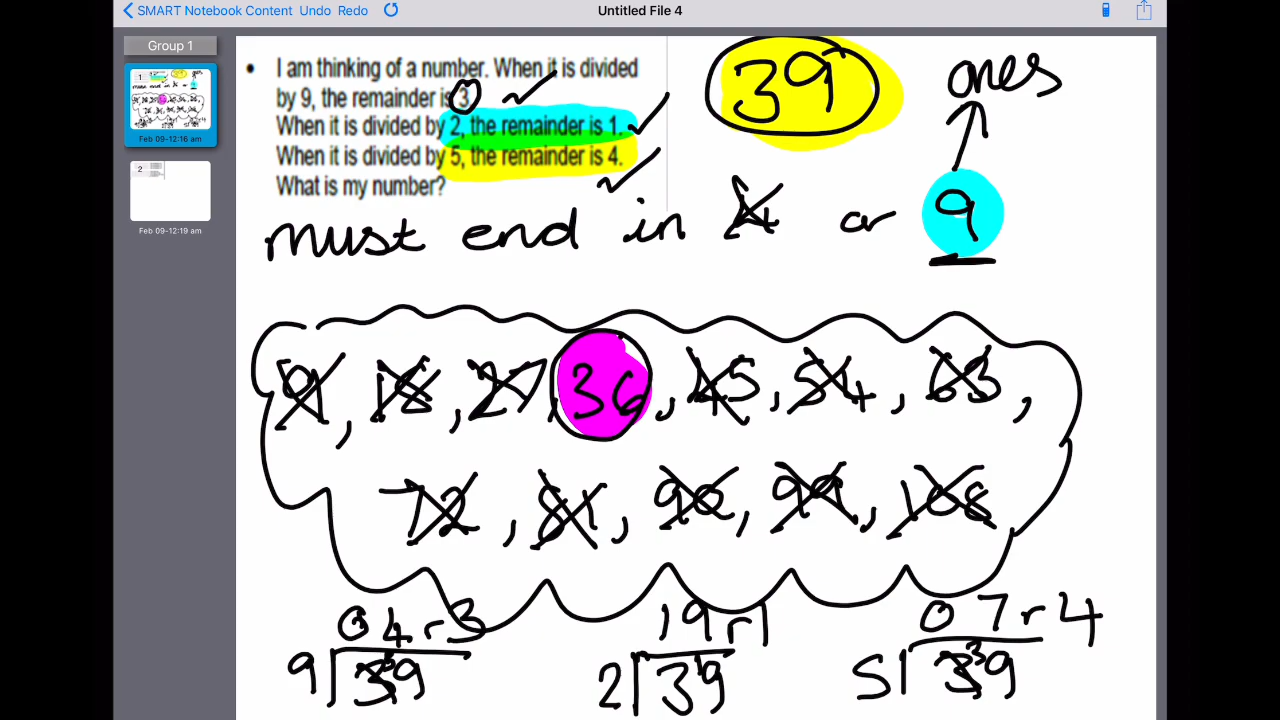 SMART Notebook Content Undo Redo
Untitled File 4
Group 1
1
Feb 09-12:16 am
2
Feb 09-12:19 am
• I am thinking of a number. When it is divided
by 9, the remainder is 3.
When it is divided by 2, the remainder is 1.
When it is divided by 5, the remainder is 4.
What is my number?
39
ones
must end in 4 or 9
9, 18, 27, 36, 45, 54, 63,
72, 81, 90, 99, 108
04r3 19r1 07r4
9 39 2 39 5 39